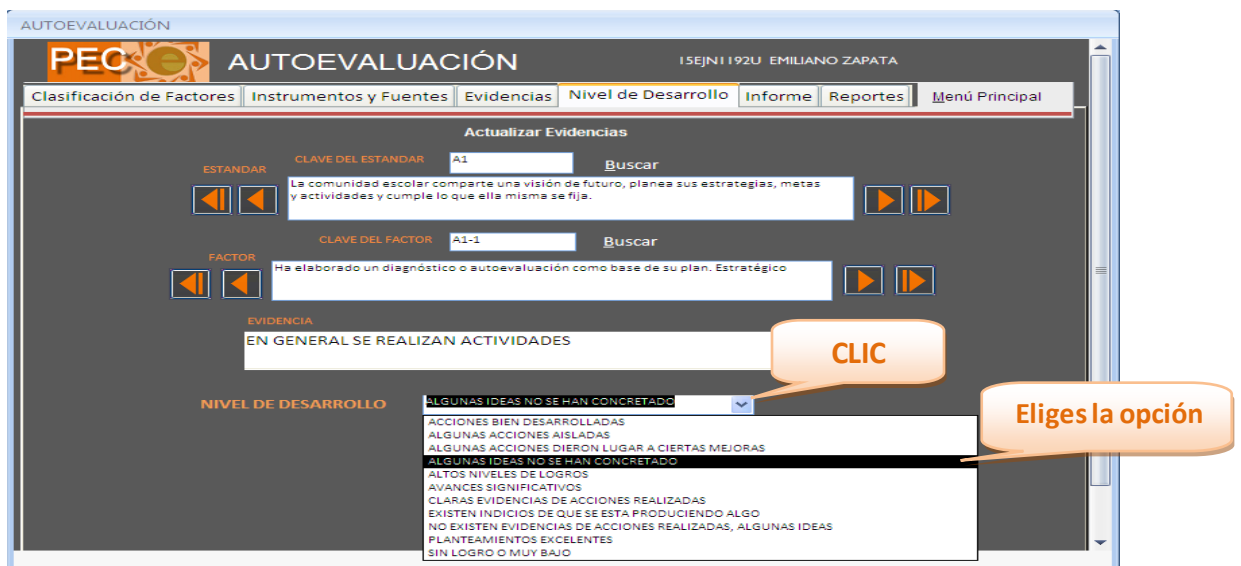 AUTOEVALUACIÓN
PEC e AUTOEVALUACIÓN 15EJN1192U EMILIANO ZAPATA
Clasificación de Factores Instrumentos y Fuentes Evidencias Nivel de Desarrollo Informe Reportes Menú Principal
Actualizar Evidencias
ESTANDAR CLAVE DEL ESTANDAR A1 Buscar
La comunidad escolar comparte una visión de futuro, planea sus estrategias, metas
y actividades y cumple lo que ella misma se fija.
CLAVE DEL FACTOR A1-1 Buscar
FACTOR
Ha elaborado un diagnóstico o autoevaluación como base de su plan. Estratégico
EVIDENCIA
EN GENERAL SE REALIZAN ACTIVIDADES
CLIC
NIVEL DE DESARROLLO ALGUNAS IDEAS NO SE HAN CONCRETADO
Eliges la opción
ACCIONES BIEN DESARROLLADAS
ALGUNAS ACCIONES AISLADAS
ALGUNAS ACCIONES DIERON LUGAR A CIERTAS MEJORAS
ALGUNAS IDEAS NO SE HAN CONCRETADO
ALTOS NIVELES DE LOGROS
AVANCES SIGNIFICATIVOS
CLARAS EVIDENCIAS DE ACCIONES REALIZADAS
EXISTEN INDICIOS DE QUE SE ESTA PRODUCIENDO ALGO
NO EXISTEN EVIDENCIAS DE ACCIONES REALIZADAS, ALGUNAS IDEAS
PLANTEAMIENTOS EXCELENTES
SIN LOGRO O MUY BAJO